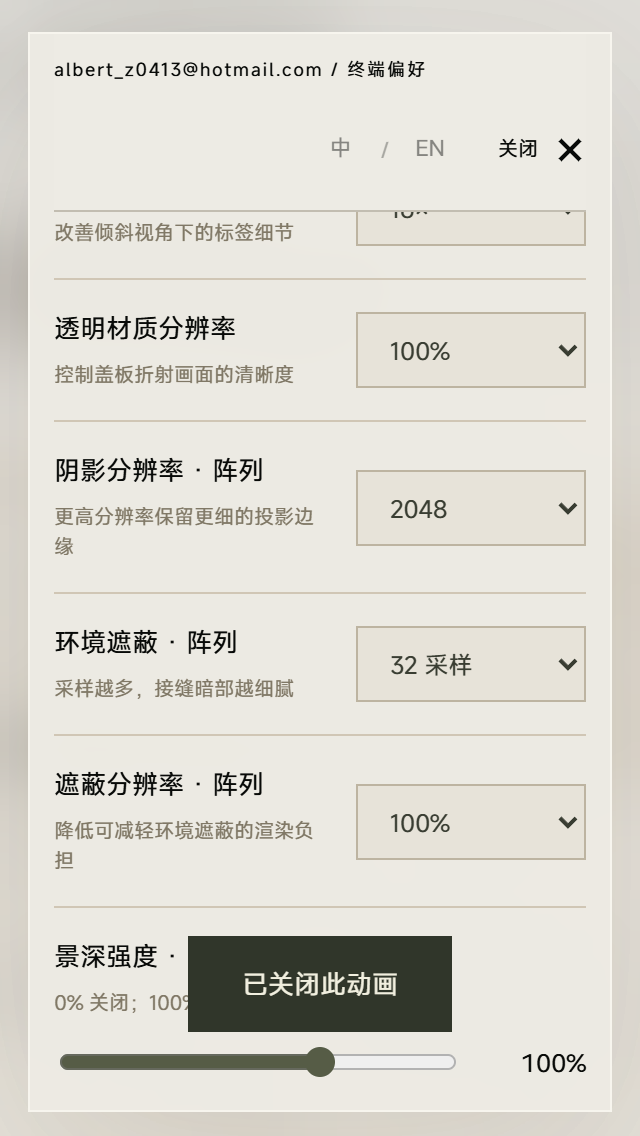 albert_z0413@hotmail.com / 终端偏好
中 / EN 关闭
改善倾斜视角下的标签细节
透明材质分辨率
100%
控制盖板折射画面的清晰度
阴影分辨率 · 阵列
2048
更高分辨率保留更细的投影边
缘
环境遮蔽 · 阵列
32 采样
采样越多，接缝暗部越细腻
遮蔽分辨率 · 阵列
100%
降低可减轻环境遮蔽的渲染负
担
景深强度 ·
已关闭此动画
0% 关闭；100%
100%